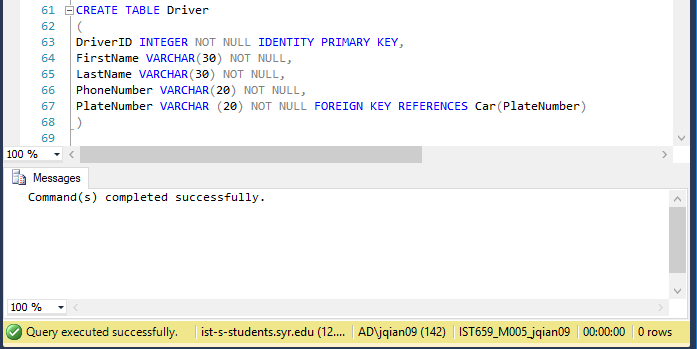 61 CREATE TABLE Driver
62 (
63 DriverID INTEGER NOT NULL IDENTITY PRIMARY KEY,
64 FirstName VARCHAR(30) NOT NULL,
65 LastName VARCHAR(30) NOT NULL,
66 PhoneNumber VARCHAR(20) NOT NULL,
67 PlateNumber VARCHAR (20) NOT NULL FOREIGN KEY REFERENCES Car(PlateNumber)
68 )
69
100 %
Messages
Command(s) completed successfully.
100 %
Query executed successfully. ist-s-students.syr.edu (12.... AD\jqian09 (142) IST659_M005_jqian09 00:00:00 0 rows